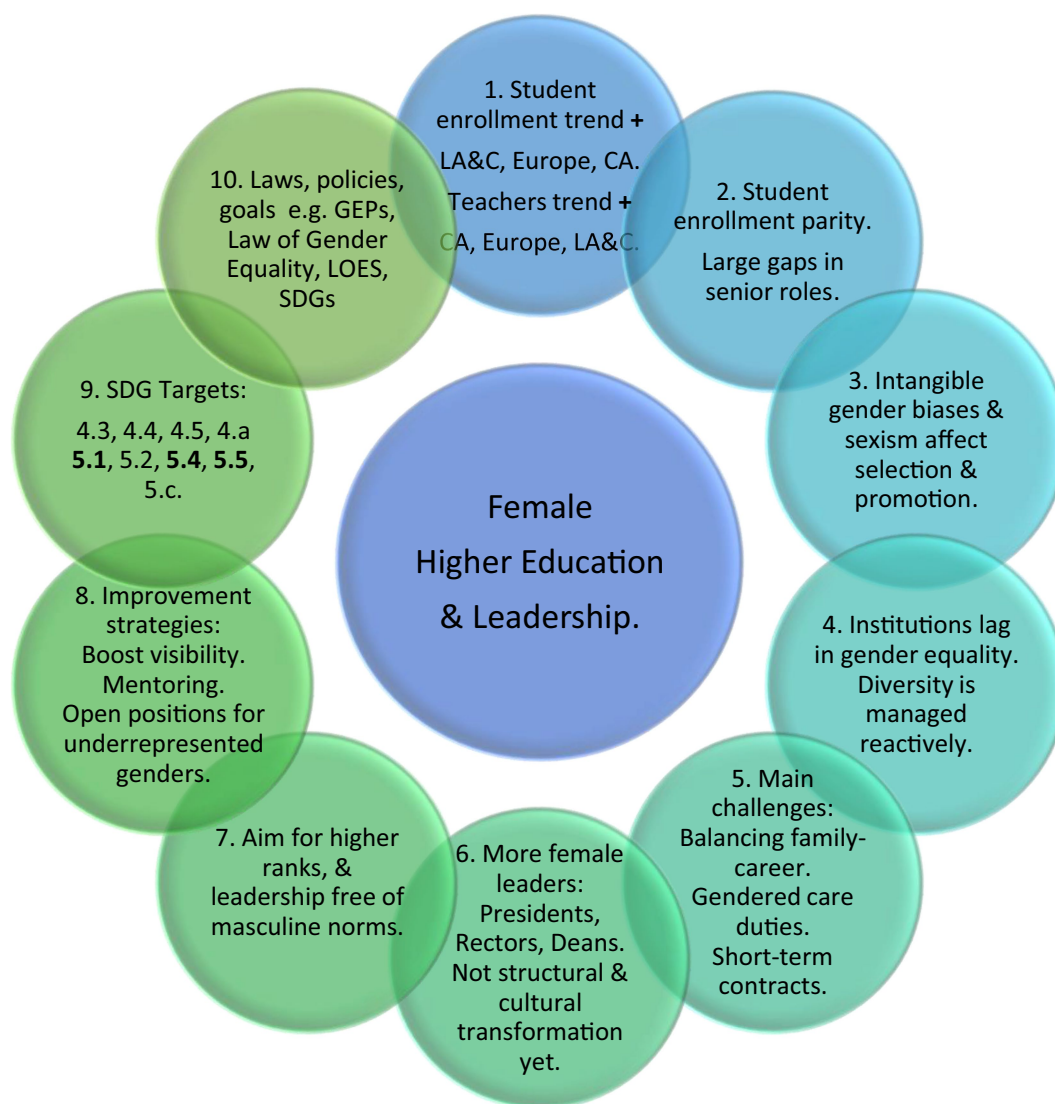 1. Student
enrollment trend +
LA&C, Europe, CA.
Teachers trend +
CA, Europe, LA&C.
2. Student
enrollment parity.
Large gaps in
senior roles.
3. Intangible
gender biases &
sexism affect
selection &
promotion.
4. Institutions lag
in gender equality.
Diversity is
managed
reactively.
5. Main
challenges:
Balancing family-
career.
Gendered care
duties.
Short-term
contracts.
6. More female
leaders:
Presidents,
Rectors, Deans.
Not structural &
cultural
transformation
yet.
7. Aim for higher
ranks, &
leadership free of
masculine norms.
8. Improvement
strategies:
Boost visibility.
Mentoring.
Open positions for
underrepresented
genders.
9. SDG Targets:
4.3, 4.4, 4.5, 4.a
5.1, 5.2, 5.4, 5.5,
5.c.
10. Laws, policies,
goals e.g. GEPs,
Law of Gender
Equality, LOES,
SDGs
Female
Higher Education
& Leadership.